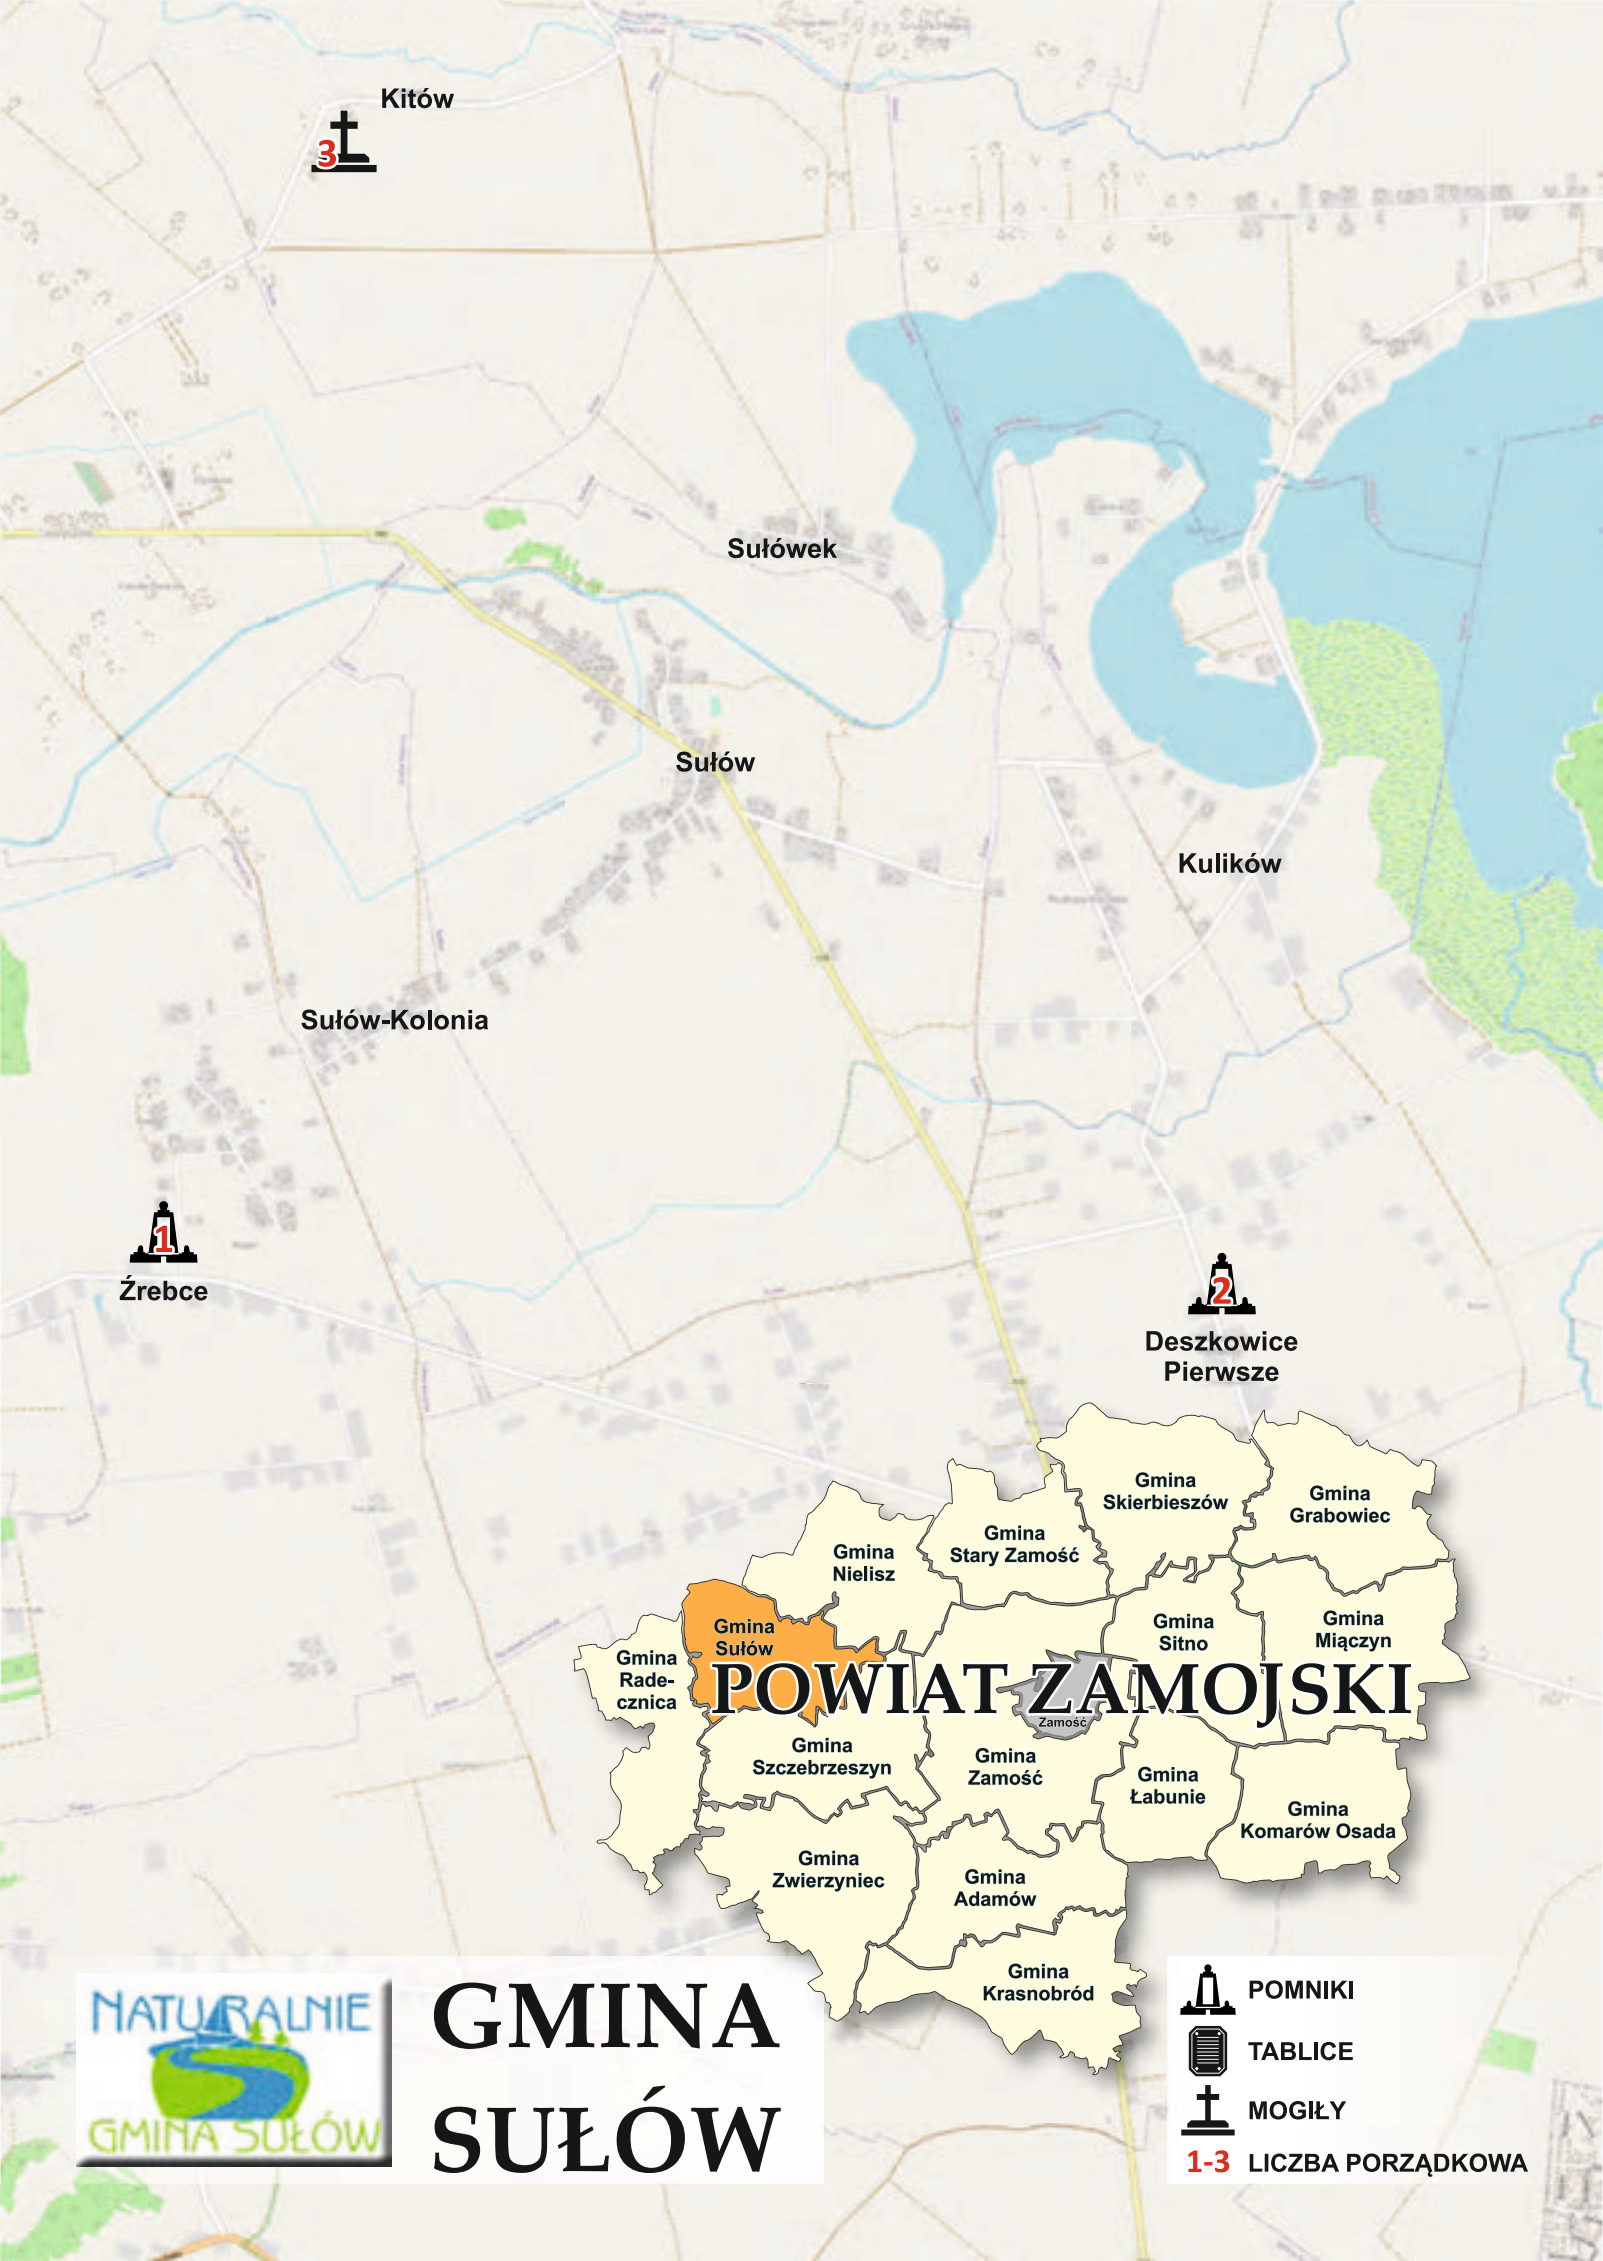 Kitów
3
Sułówek
Sułów
Kulików
Sułów-Kolonia
1
Źrebce
2
Deszkowice
Pierwsze
Gmina
Skierbieszów
Gmina
Grabowiec
Gmina
Stary Zamość
Gmina
Nielisz
Gmina
Sułów
Gmina
Sitno
Gmina
Miączyn
Gmina
Rade-
cznica
POWIAT ZAMOJSKI
Zamość
Gmina
Szczebrzeszyn
Gmina
Zamość
Gmina
Łabunie
Gmina
Komarów Osada
Gmina
Zwierzyniec
Gmina
Adamów
Gmina
Krasnobród
NATURALNIE
GMINA SUŁÓW
GMINA
SUŁÓW
POMNIKI
TABLICE
MOGIŁY
1-3 LICZBA PORZĄDKOWA